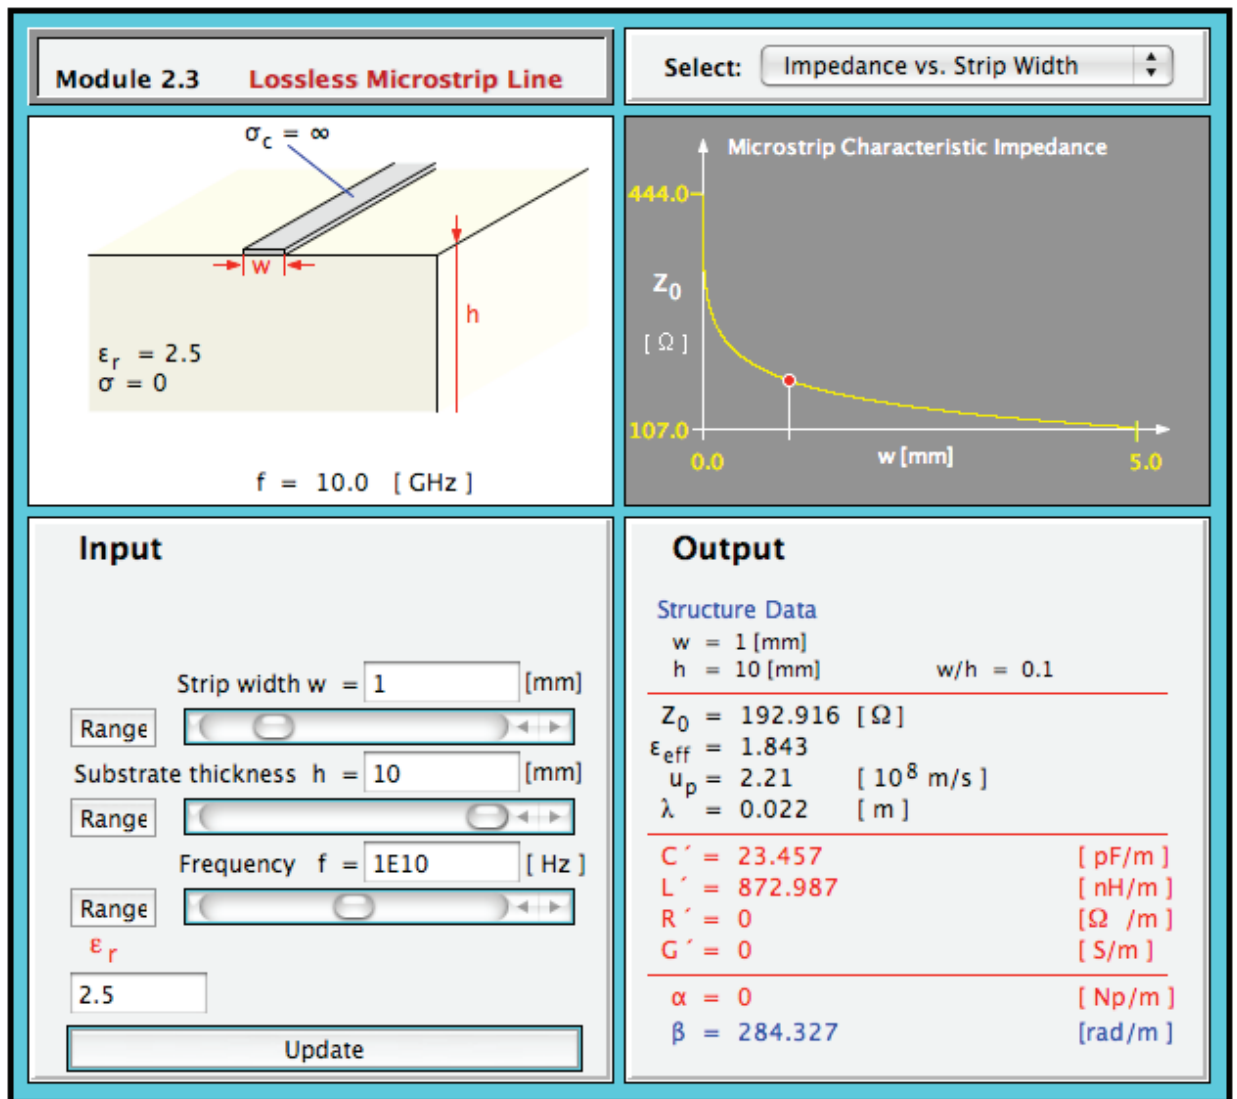 Module 2.3 Lossless Microstrip Line
Select: Impedance vs. Strip Width
σc = ∞
w
h
εr = 2.5
σ = 0
f = 10.0 [ GHz ]
Microstrip Characteristic Impedance
444.0
Z0
[ Ω ]
107.0
0.0
w [mm]
5.0
Input
Strip width w = 1 [mm]
Range
Substrate thickness h = 10 [mm]
Range
Frequency f = 1E10 [ Hz ]
Range
εr
2.5
Update
Output
Structure Data
w = 1 [mm]
h = 10 [mm] w/h = 0.1
Z0 = 192.916 [ Ω ]
εeff = 1.843
up = 2.21 [ 10^8 m/s ]
λ = 0.022 [ m ]
C ´ = 23.457 [ pF/m ]
L ´ = 872.987 [ nH/m ]
R ´ = 0 [Ω /m ]
G ´ = 0 [ S/m ]
α = 0 [ Np/m ]
β = 284.327 [rad/m ]